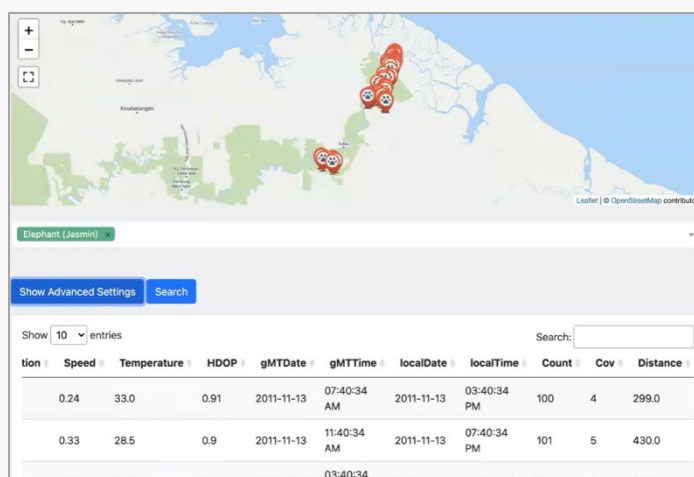 +
−
Kinabatangan
Leaflet | © OpenStreetMap contributo
Elephant (Jasmin) ×
Show Advanced Settings Search
Show 10 entries Search:
tion Speed Temperature HDOP gMTDate gMTTime localDate localTime Count Cov Distance
0.24 33.0 0.91 2011-11-13 07:40:34 AM 2011-11-13 03:40:34 PM 100 4 299.0
0.33 28.5 0.9 2011-11-13 11:40:34 AM 2011-11-13 07:40:34 PM 101 5 430.0
03:40:34